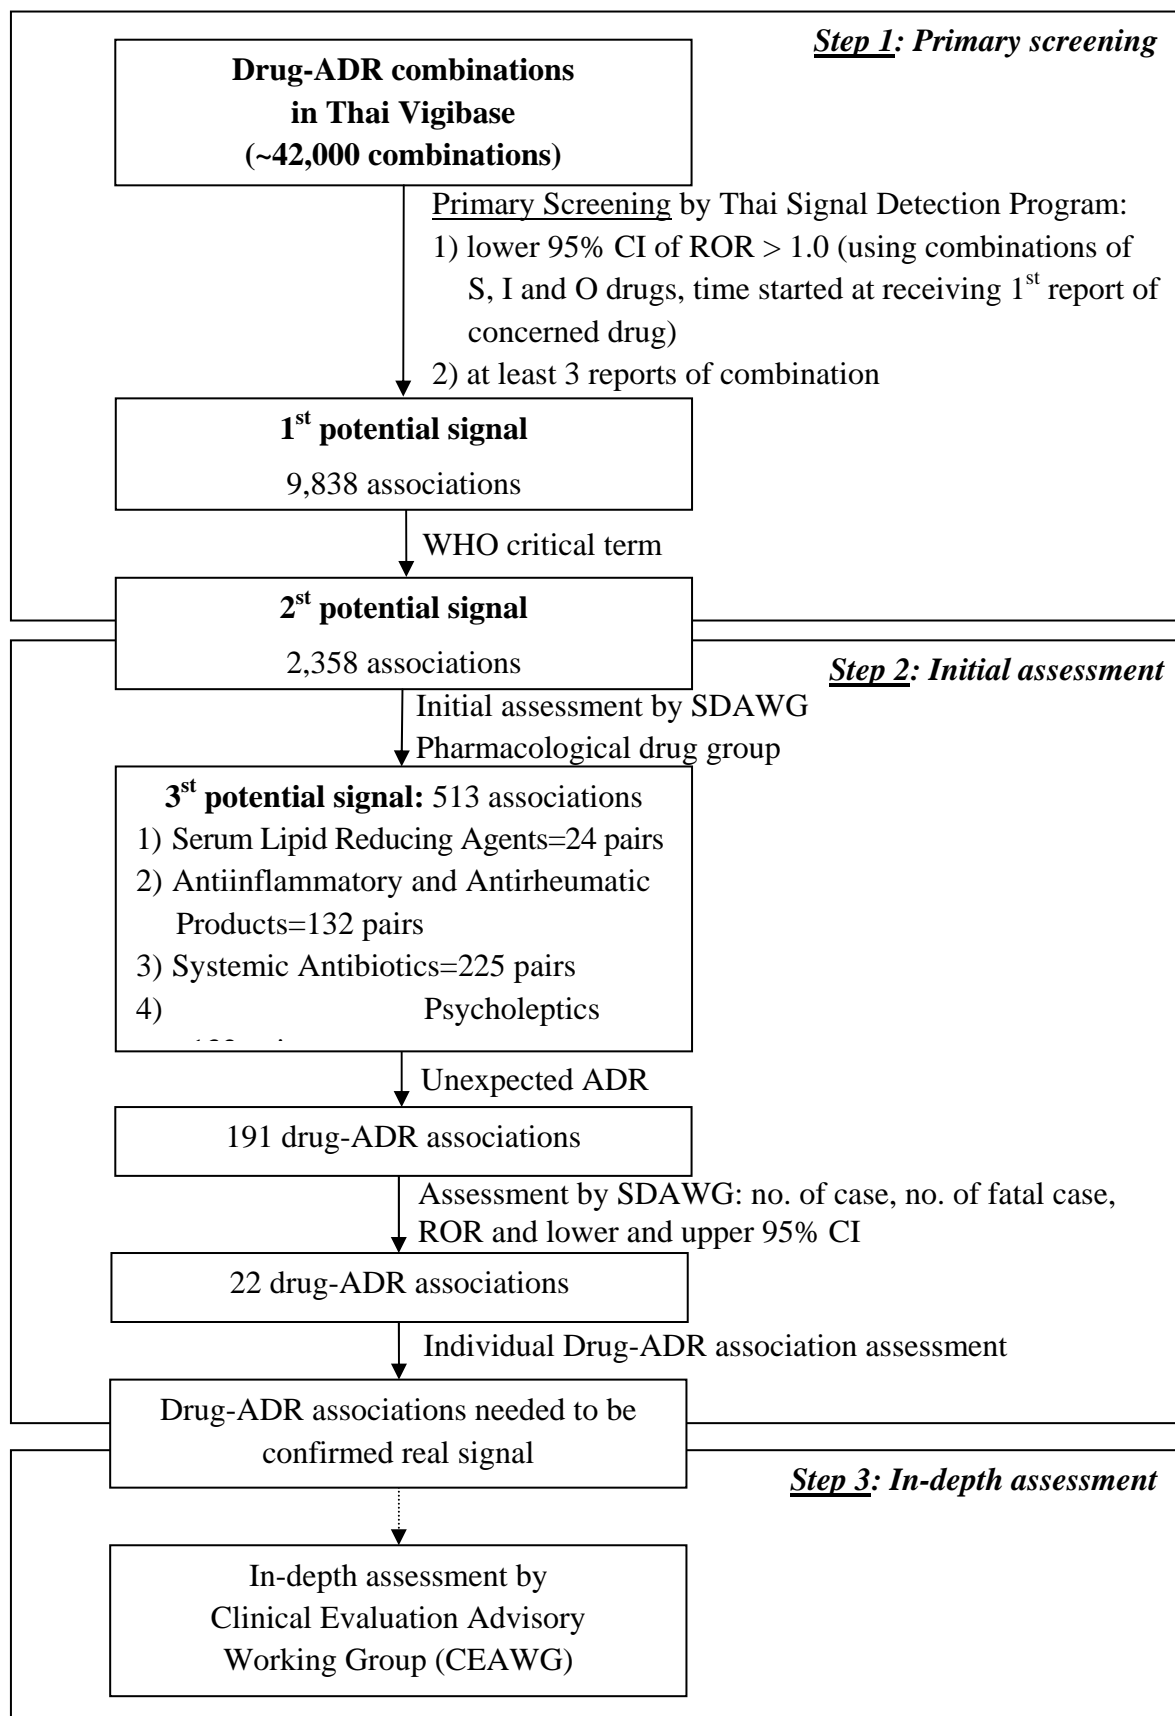 Step 1: Primary screening
Drug-ADR combinations
in Thai Vigibase
(~42,000 combinations)
Primary Screening by Thai Signal Detection Program:
1) lower 95% CI of ROR > 1.0 (using combinations of
S, I and O drugs, time started at receiving 1st report of
concerned drug)
2) at least 3 reports of combination
1st potential signal
9,838 associations
WHO critical term
2st potential signal
2,358 associations
Step 2: Initial assessment
Initial assessment by SDAWG
Pharmacological drug group
3st potential signal: 513 associations
1) Serum Lipid Reducing Agents=24 pairs
2) Antiinflammatory and Antirheumatic
Products=132 pairs
3) Systemic Antibiotics=225 pairs
4) Psycholeptics
Unexpected ADR
191 drug-ADR associations
Assessment by SDAWG: no. of case, no. of fatal case,
ROR and lower and upper 95% CI
22 drug-ADR associations
Individual Drug-ADR association assessment
Drug-ADR associations needed to be
confirmed real signal
Step 3: In-depth assessment
In-depth assessment by
Clinical Evaluation Advisory
Working Group (CEAWG)